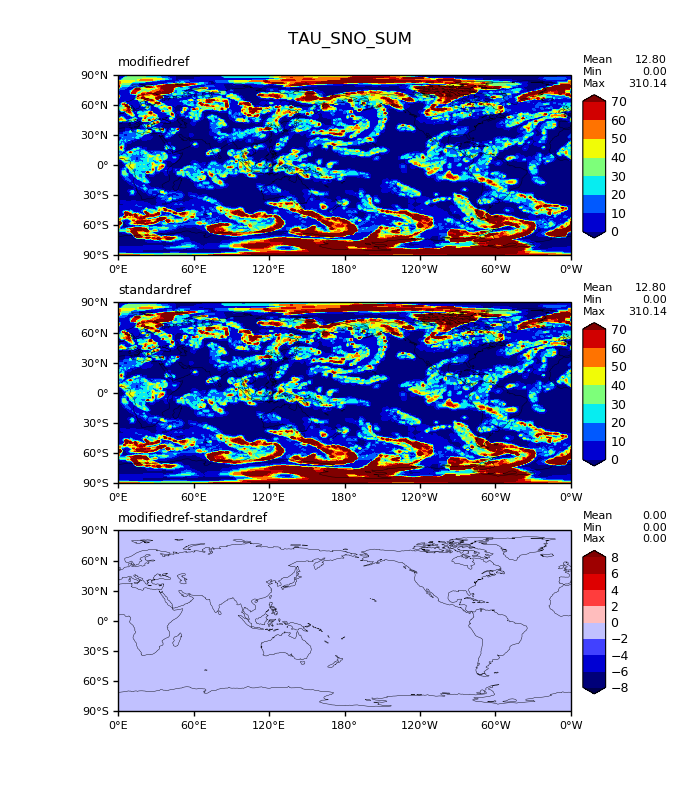 TAU_SNO_SUM
modifiedref
Mean 12.80
Min 0.00
Max 310.14
90°N
60°N
30°N
0°
30°S
60°S
90°S
0°E 60°E 120°E 180° 120°W 60°W 0°W
70
60
50
40
30
20
10
0
standardref
Mean 12.80
Min 0.00
Max 310.14
90°N
60°N
30°N
0°
30°S
60°S
90°S
0°E 60°E 120°E 180° 120°W 60°W 0°W
70
60
50
40
30
20
10
0
modifiedref-standardref
Mean 0.00
Min 0.00
Max 0.00
90°N
60°N
30°N
0°
30°S
60°S
90°S
0°E 60°E 120°E 180° 120°W 60°W 0°W
8
6
4
2
0
−2
−4
−6
−8